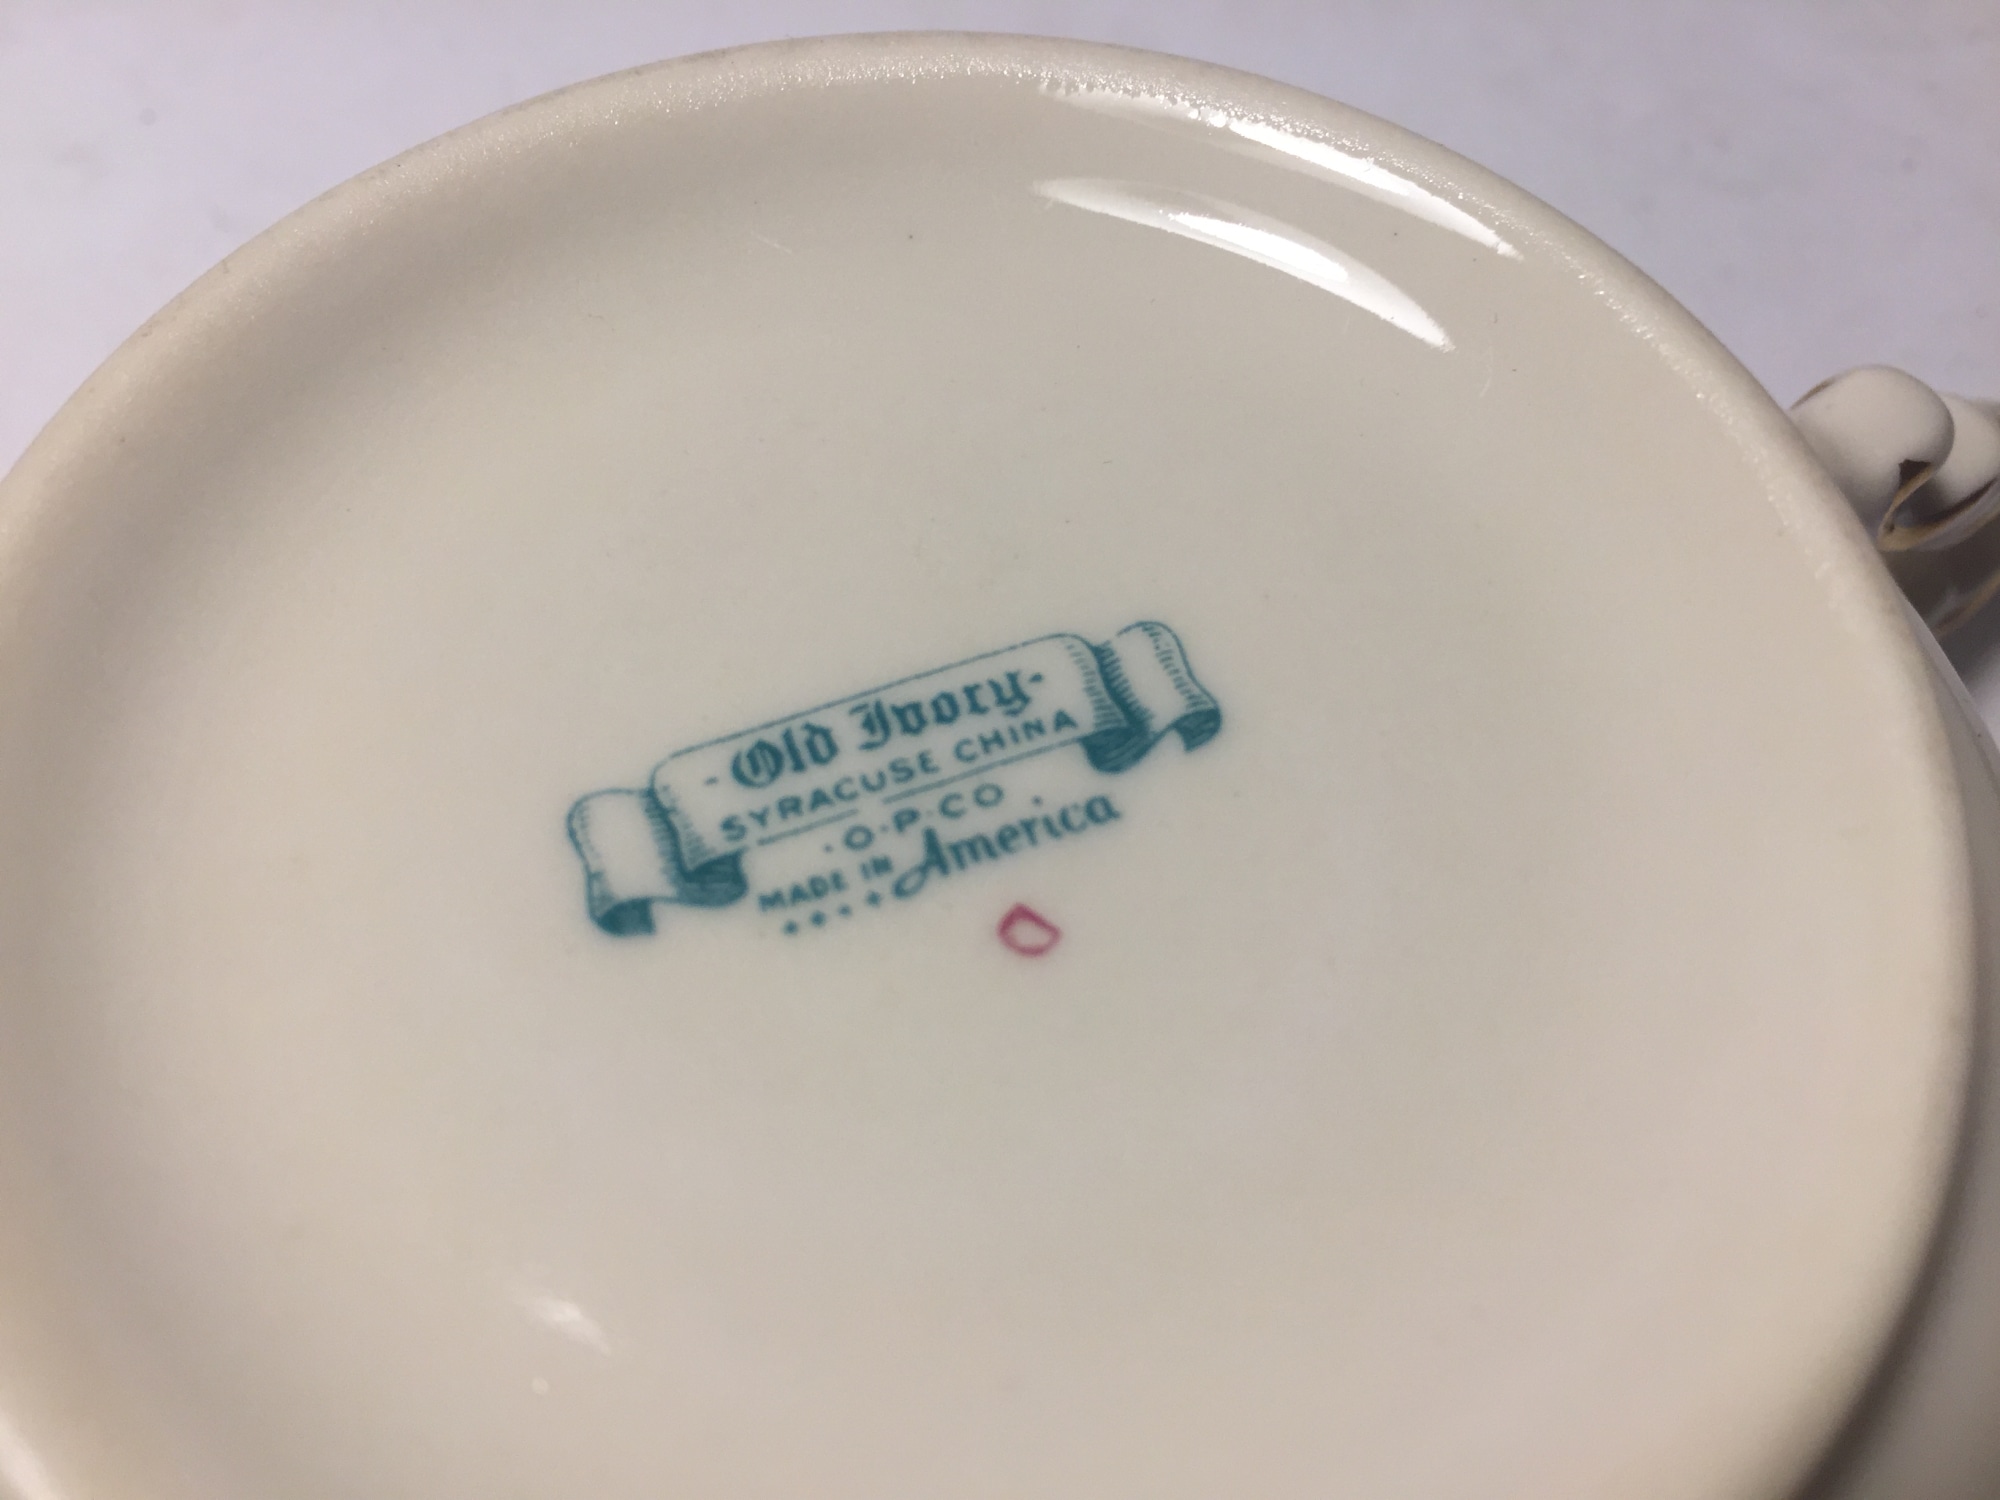 - Old Ivory -
SYRACUSE CHINA
· O · P · CO ·
MADE IN America